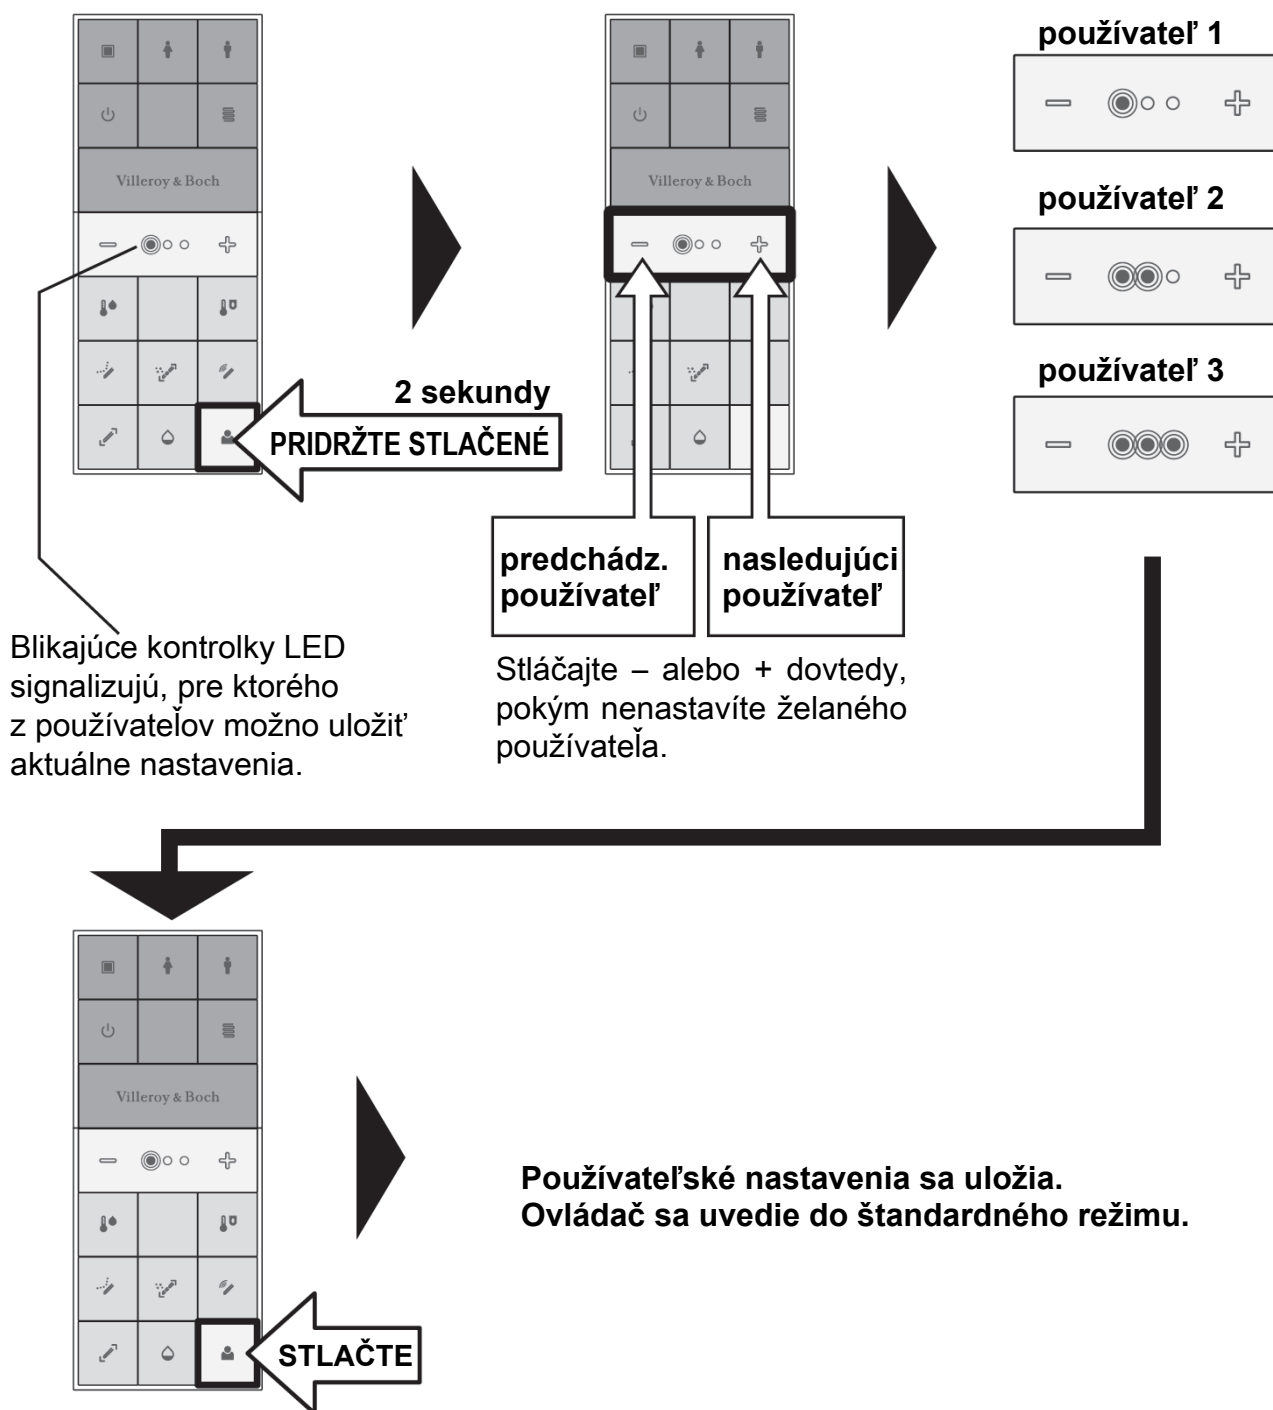 Villeroy & Boch
2 sekundy
PRIDRŽTE STLAČENÉ
Blikajúce kontrolky LED
signalizujú, pre ktorého
z používateľov možno uložiť
aktuálne nastavenia.
Villeroy & Boch
predchádz.
používateľ
nasledujúci
používateľ
Stláčajte – alebo + dovtedy,
pokým nenastavíte želaného
používateľa.
používateľ 1
používateľ 2
používateľ 3
Villeroy & Boch
STLAČTE
Používateľské nastavenia sa uložia.
Ovládač sa uvedie do štandardného režimu.